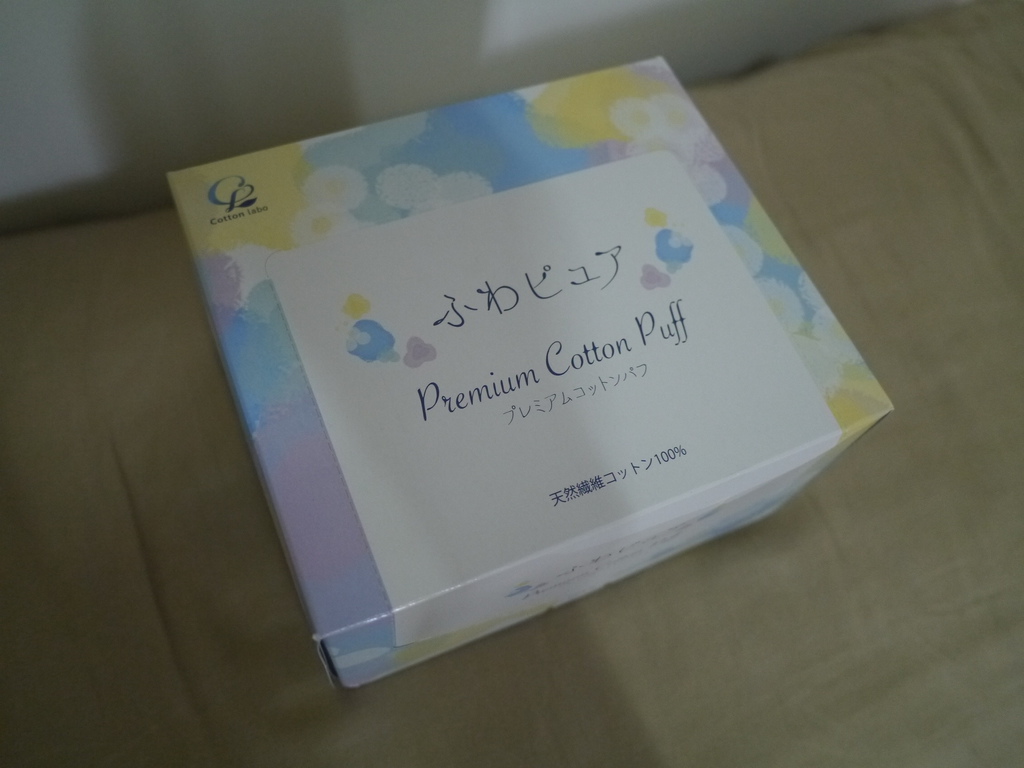 Cotton labo
ふわピュア
Premium Cotton Puff
プレミアムコットンパフ
天然繊維コットン100%